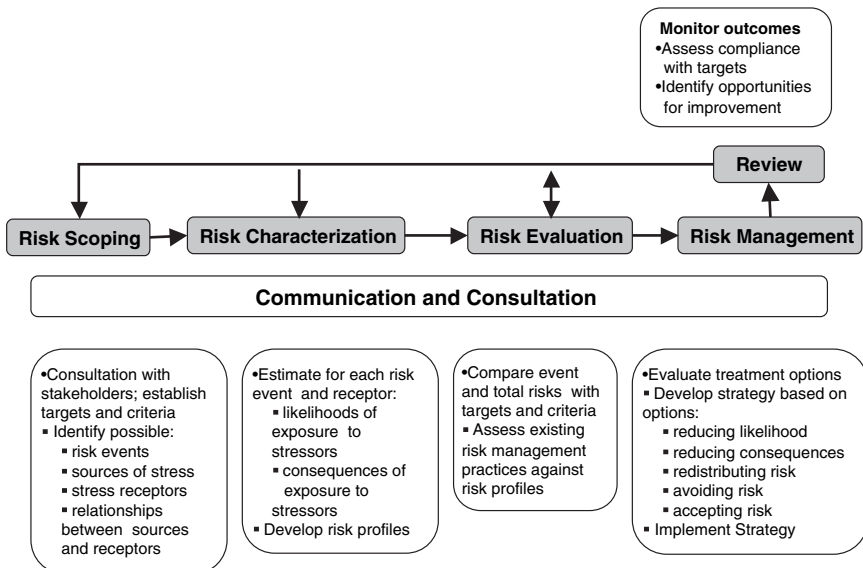 Monitor outcomes
•Assess compliance
with targets
•Identify opportunities
for improvement
Review
Risk Scoping
Risk Characterization
Risk Evaluation
Risk Management
Communication and Consultation
•Consultation with
stakeholders; establish
targets and criteria
▪ Identify possible:
▪ risk events
▪ sources of stress
▪ stress receptors
▪ relationships
between sources
and receptors
•Estimate for each risk
event and receptor:
▪ likelihoods of
exposure to
stressors
▪ consequences of
exposure to
stressors
▪ Develop risk profiles
•Compare event
and total risks with
targets and criteria
▪ Assess existing
risk management
practices against
risk profiles
•Evaluate treatment options
▪ Develop strategy based on
options:
▪ reducing likelihood
▪ reducing consequences
▪ redistributing risk
▪ avoiding risk
▪ accepting risk
▪ Implement Strategy